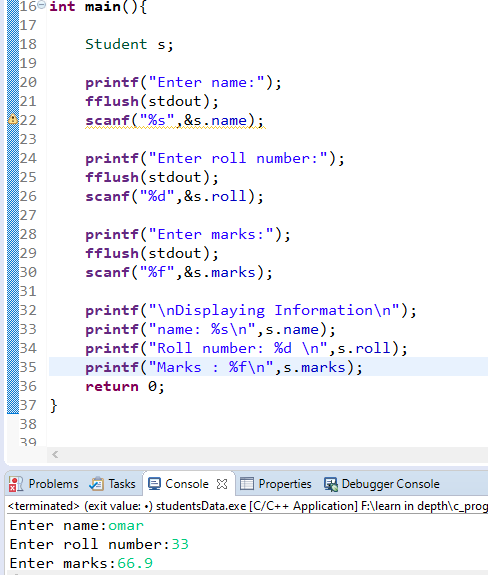 16 int main(){
17
18 Student s;
19
20 printf("Enter name:");
21 fflush(stdout);
22 scanf("%s",&s.name);
23
24 printf("Enter roll number:");
25 fflush(stdout);
26 scanf("%d",&s.roll);
27
28 printf("Enter marks:");
29 fflush(stdout);
30 scanf("%f",&s.marks);
31
32 printf("\nDisplaying Information\n");
33 printf("name: %s\n",s.name);
34 printf("Roll number: %d \n",s.roll);
35 printf("Marks : %f\n",s.marks);
36 return 0;
37 }
38
39
Problems Tasks Console Properties Debugger Console
<terminated> (exit value: •) studentsData.exe [C/C++ Application] F:\learn in depth\c_prog
Enter name:omar
Enter roll number:33
Enter marks:66.9